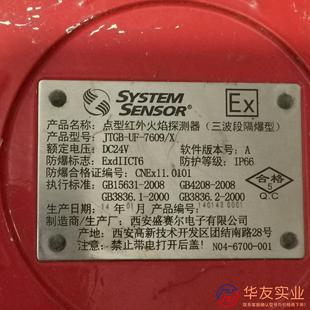 SYSTEM
SENSOR
Ex
产品名称：点型红外火焰探测器（三波段隔爆型）
产品型号：JTGB-UF-7609/X
额定电压：DC24V 软件版本号：A
防爆标志：ExdIICT6 防护等级：IP66
防爆合格证编号：CNEx11.0101
执行标准：GB15631-2008 GB4208-2008
GB3836.1-2000 GB3836.2-2000
合格
5
Q.C
生产日期：14年01月 产品编号：140143 0001
制造商：西安盛赛尔电子有限公司
地址：西安高新技术开发区团结南路28号
注意：禁止带电打开后盖！ N04-6700-001
华友实业